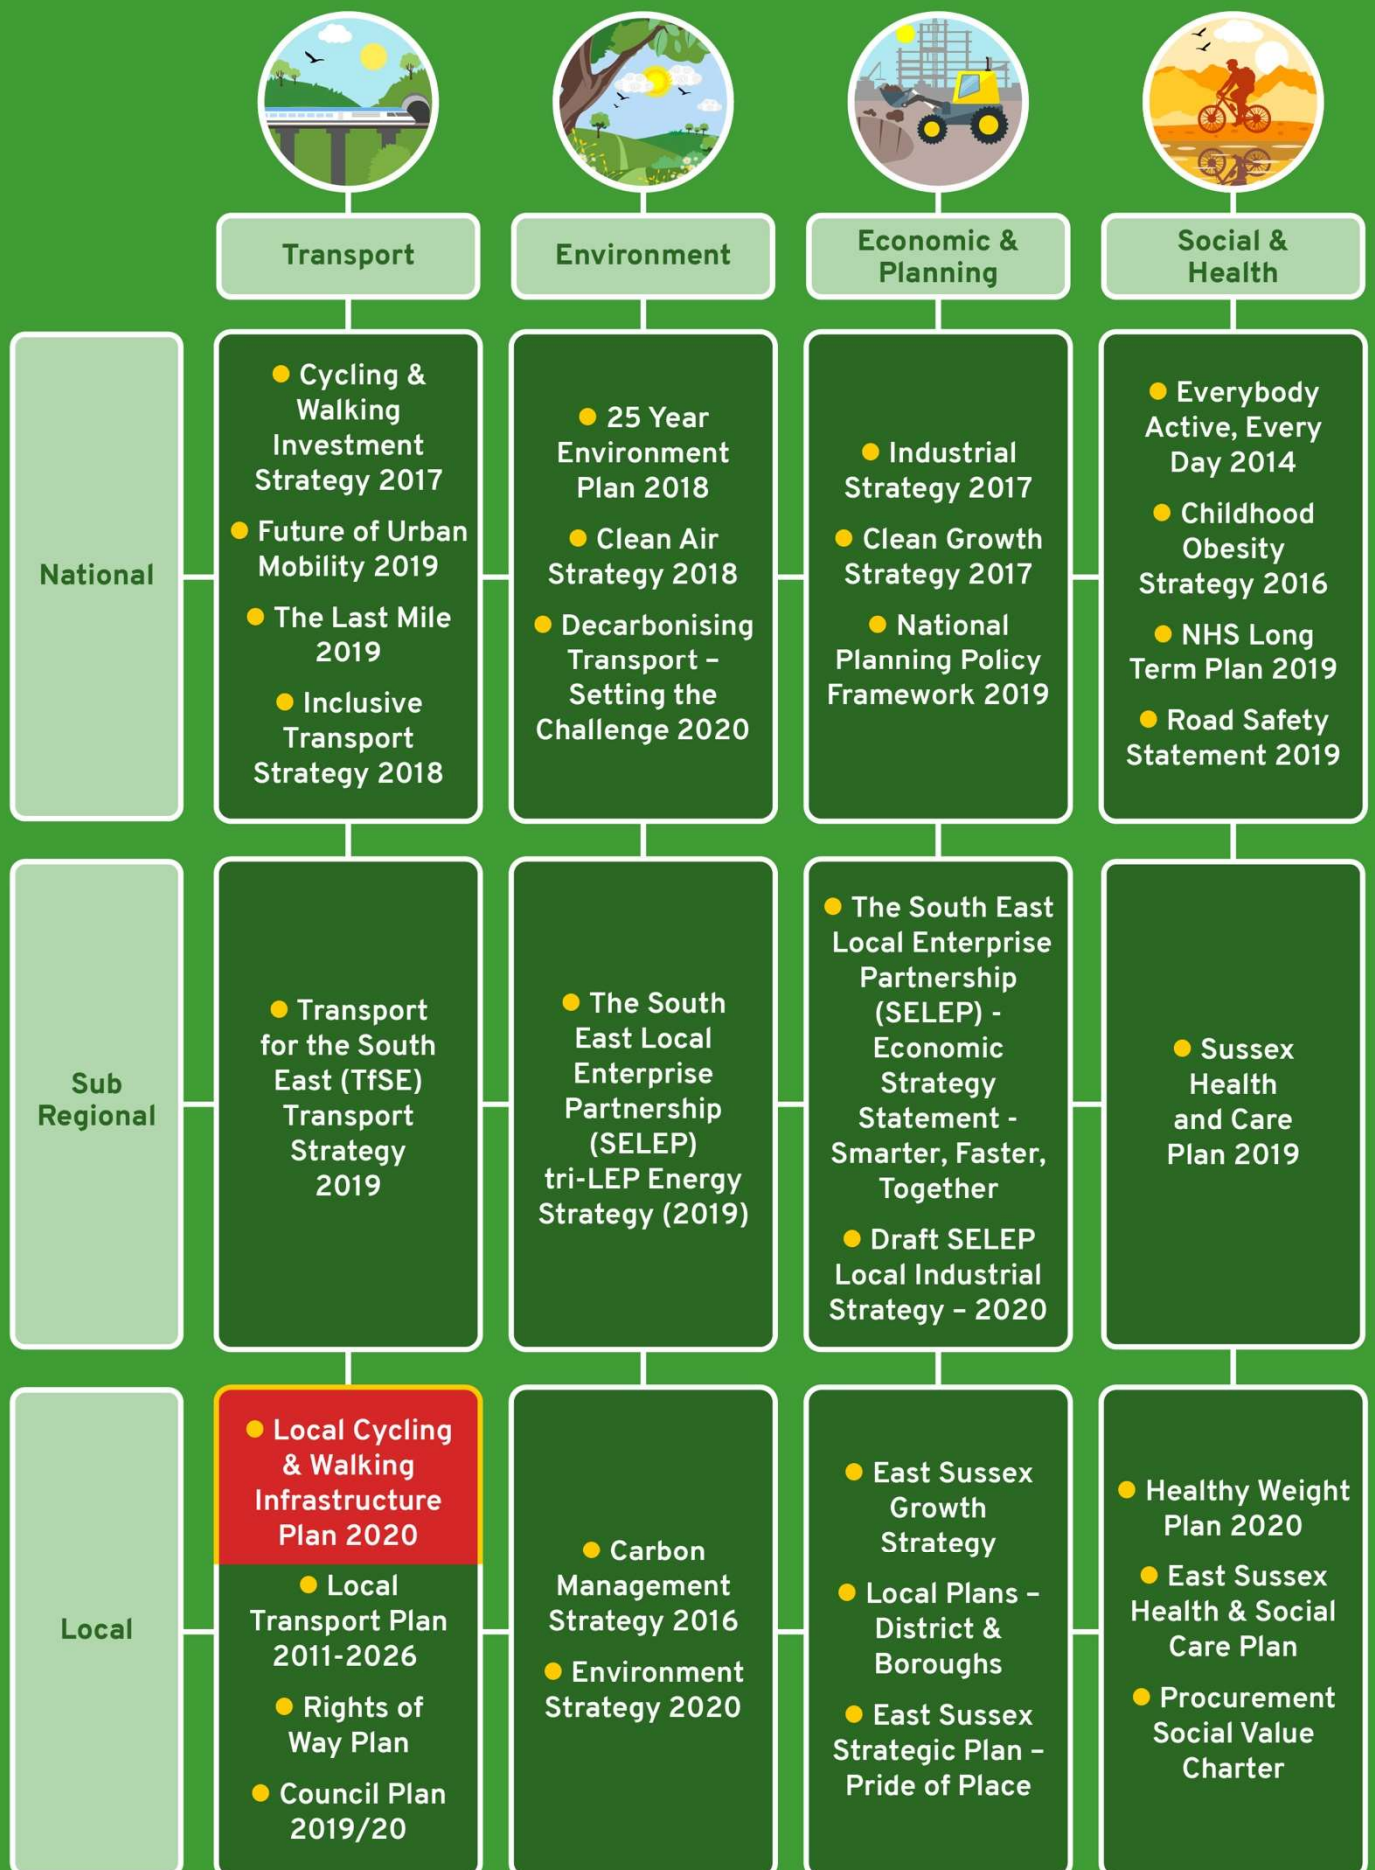 Transport
Environment
Economic &
Planning
Social &
Health
National
● Cycling &
Walking
Investment
Strategy 2017
● Future of Urban
Mobility 2019
● The Last Mile
2019
● Inclusive
Transport
Strategy 2018
● 25 Year
Environment
Plan 2018
● Clean Air
Strategy 2018
● Decarbonising
Transport –
Setting the
Challenge 2020
● Industrial
Strategy 2017
● Clean Growth
Strategy 2017
● National
Planning Policy
Framework 2019
● Everybody
Active, Every
Day 2014
● Childhood
Obesity
Strategy 2016
● NHS Long
Term Plan 2019
● Road Safety
Statement 2019
Sub
Regional
● Transport
for the South
East (TfSE)
Transport
Strategy
2019
● The South
East Local
Enterprise
Partnership
(SELEP)
tri-LEP Energy
Strategy (2019)
● The South East
Local Enterprise
Partnership
(SELEP) -
Economic
Strategy
Statement -
Smarter, Faster,
Together
● Draft SELEP
Local Industrial
Strategy – 2020
● Sussex
Health
and Care
Plan 2019
Local
● Local Cycling
& Walking
Infrastructure
Plan 2020
● Local
Transport Plan
2011-2026
● Rights of
Way Plan
● Council Plan
2019/20
● Carbon
Management
Strategy 2016
● Environment
Strategy 2020
● East Sussex
Growth
Strategy
● Local Plans –
District &
Boroughs
● East Sussex
Strategic Plan –
Pride of Place
● Healthy Weight
Plan 2020
● East Sussex
Health & Social
Care Plan
● Procurement
Social Value
Charter